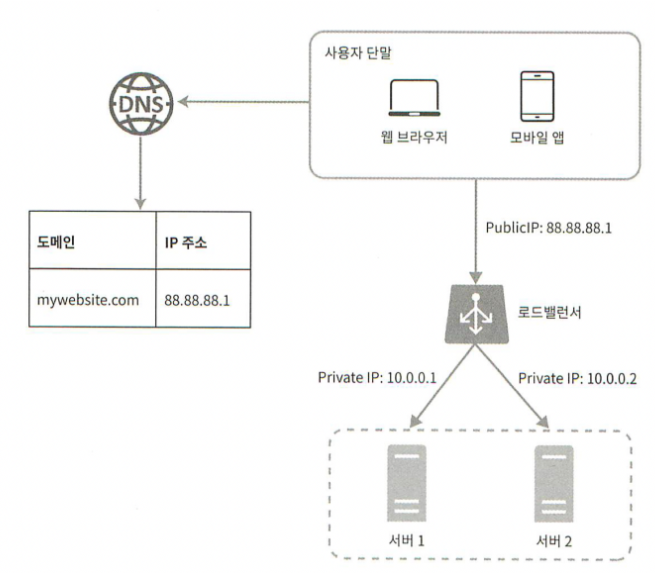 사용자 단말
웹 브라우저
모바일 앱
DNS
도메인
IP 주소
mywebsite.com
88.88.88.1
PublicIP: 88.88.88.1
로드밸런서
Private IP: 10.0.0.1
Private IP: 10.0.0.2
서버 1
서버 2